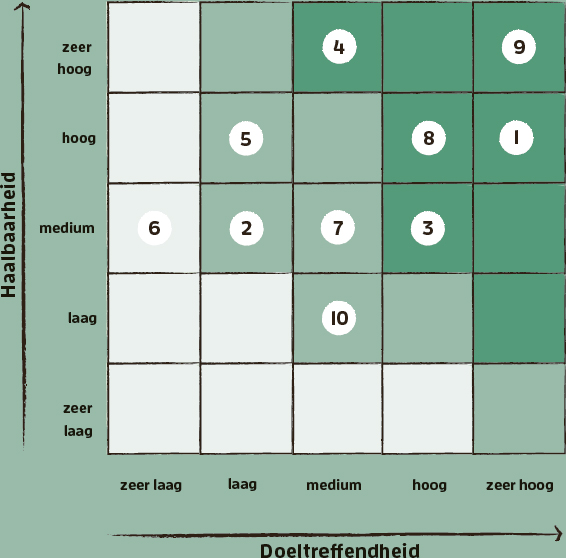 Haalbaarheid
zeer
hoog
4
9
hoog
5
8
1
medium
6
2
7
3
laag
10
zeer
laag
zeer laag
laag
medium
hoog
zeer hoog
Doeltreffendheid